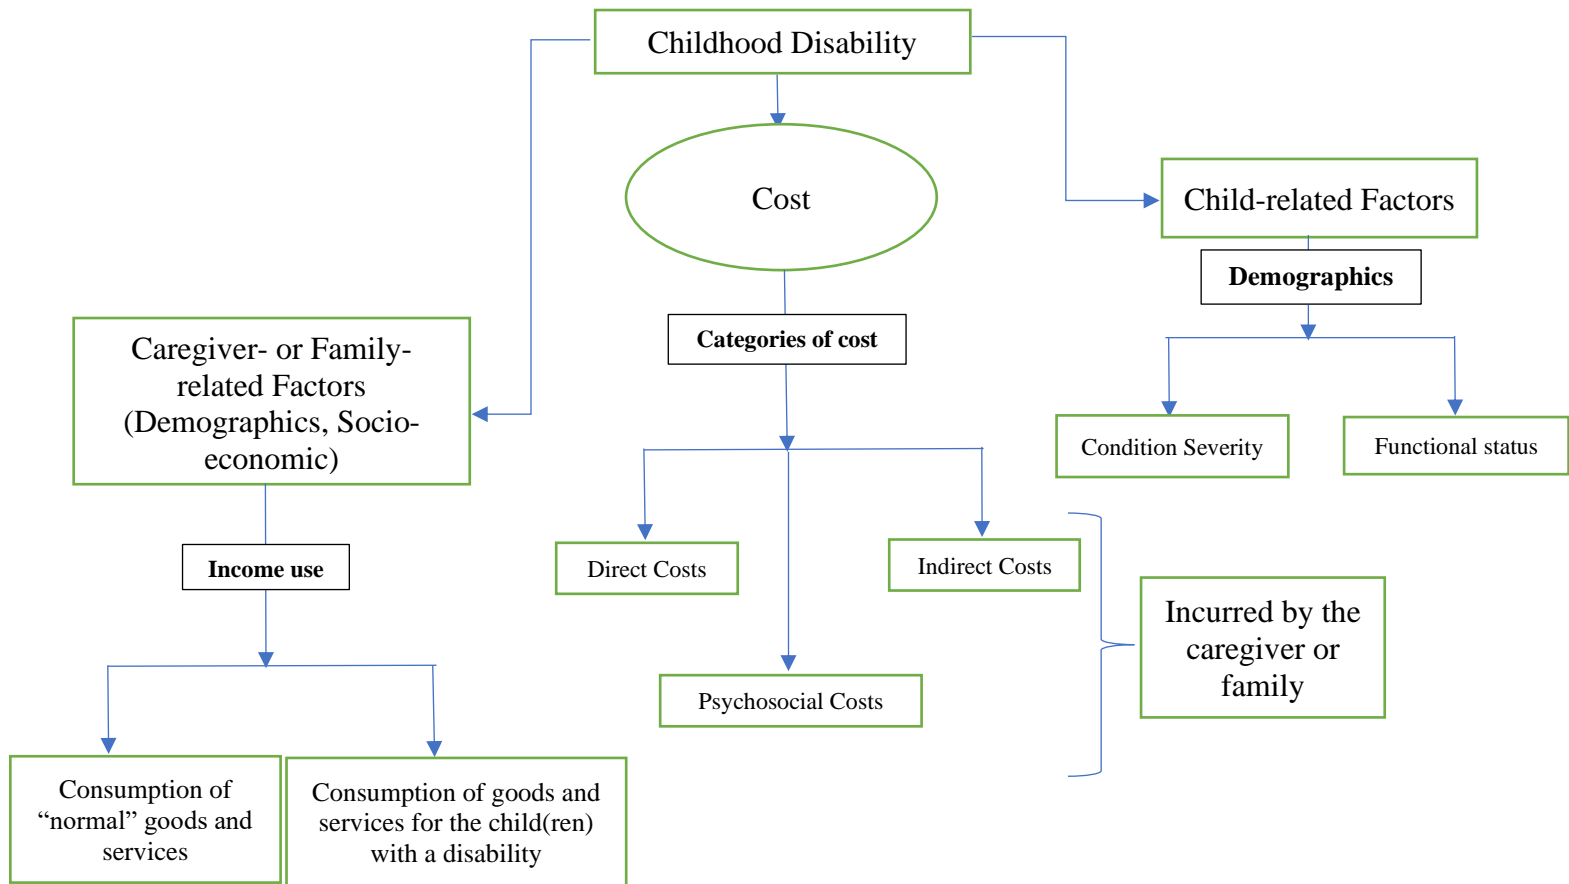 Childhood Disability
Cost
Child-related Factors
Demographics
Categories of cost
Caregiver- or Family-
related Factors
(Demographics, Socio-
economic)
Condition Severity
Functional status
Income use
Direct Costs
Indirect Costs
Incurred by the
caregiver or
family
Psychosocial Costs
Consumption of
“normal” goods and
services
Consumption of goods and
services for the child(ren)
with a disability